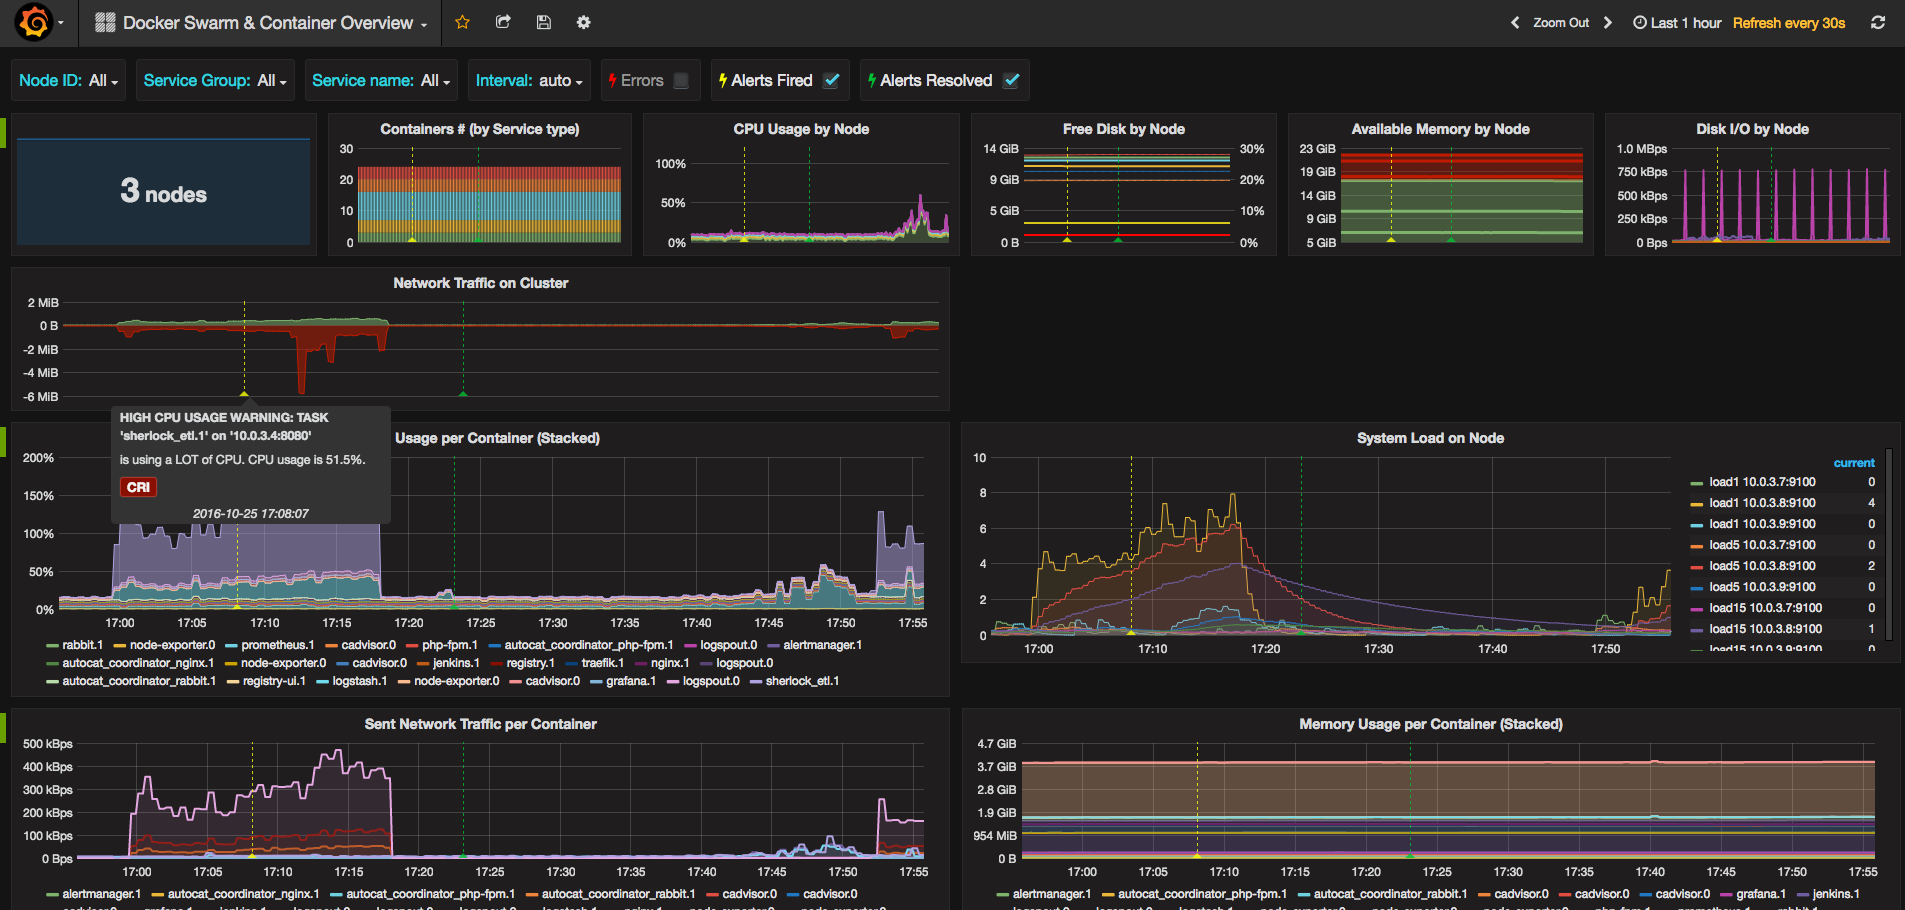 Docker Swarm & Container Overview
Zoom Out
Last 1 hour
Refresh every 30s
Node ID: All
Service Group: All
Service name: All
Interval: auto
Errors
Alerts Fired
Alerts Resolved
3 nodes
Containers # (by Service type)
30
20
10
0
CPU Usage by Node
100%
50%
0%
Free Disk by Node
14 GiB
9 GiB
5 GiB
0 B
30%
20%
10%
0%
Available Memory by Node
23 GiB
19 GiB
14 GiB
9 GiB
5 GiB
Disk I/O by Node
1.0 MBps
750 kBps
500 kBps
250 kBps
0 Bps
Network Traffic on Cluster
2 MiB
0 B
-2 MiB
-4 MiB
-6 MiB
HIGH CPU USAGE WARNING: TASK
'sherlock_etl.1' on '10.0.3.4:8080'
is using a LOT of CPU. CPU usage is 51.5%.
CRI
2016-10-25 17:08:07
Usage per Container (Stacked)
200%
150%
100%
50%
0%
17:00 17:05 17:10 17:15 17:20 17:25 17:30 17:35 17:40 17:45 17:50 17:55
rabbit.1 node-exporter.0 prometheus.1 cadvisor.0 php-fpm.1 autocat_coordinator_php-fpm.1 logspout.0 alertmanager.1
autocat_coordinator_nginx.1 node-exporter.0 cadvisor.0 jenkins.1 registry.1 traefik.1 nginx.1 logspout.0
autocat_coordinator_rabbit.1 registry-ui.1 logstash.1 node-exporter.0 cadvisor.0 grafana.1 logspout.0 sherlock_etl.1
System Load on Node
10
8
6
4
2
0
17:00 17:10 17:20 17:30 17:40 17:50
current
load1 10.0.3.7:9100 0
load1 10.0.3.8:9100 4
load1 10.0.3.9:9100 0
load5 10.0.3.7:9100 0
load5 10.0.3.8:9100 2
load5 10.0.3.9:9100 0
load15 10.0.3.7:9100 0
load15 10.0.3.8:9100 1
load15 10.0.3.9:9100 0
Sent Network Traffic per Container
500 kBps
400 kBps
300 kBps
200 kBps
100 kBps
0 Bps
17:00 17:05 17:10 17:15 17:20 17:25 17:30 17:35 17:40 17:45 17:50 17:55
alertmanager.1 autocat_coordinator_nginx.1 autocat_coordinator_php-fpm.1 autocat_coordinator_rabbit.1 cadvisor.0 cadvisor.0
Memory Usage per Container (Stacked)
4.7 GiB
3.7 GiB
2.8 GiB
1.9 GiB
954 MiB
0 B
17:00 17:05 17:10 17:15 17:20 17:25 17:30 17:35 17:40 17:45 17:50 17:55
alertmanager.1 autocat_coordinator_php-fpm.1 autocat_coordinator_rabbit.1 cadvisor.0 cadvisor.0 cadvisor.0 grafana.1 jenkins.1